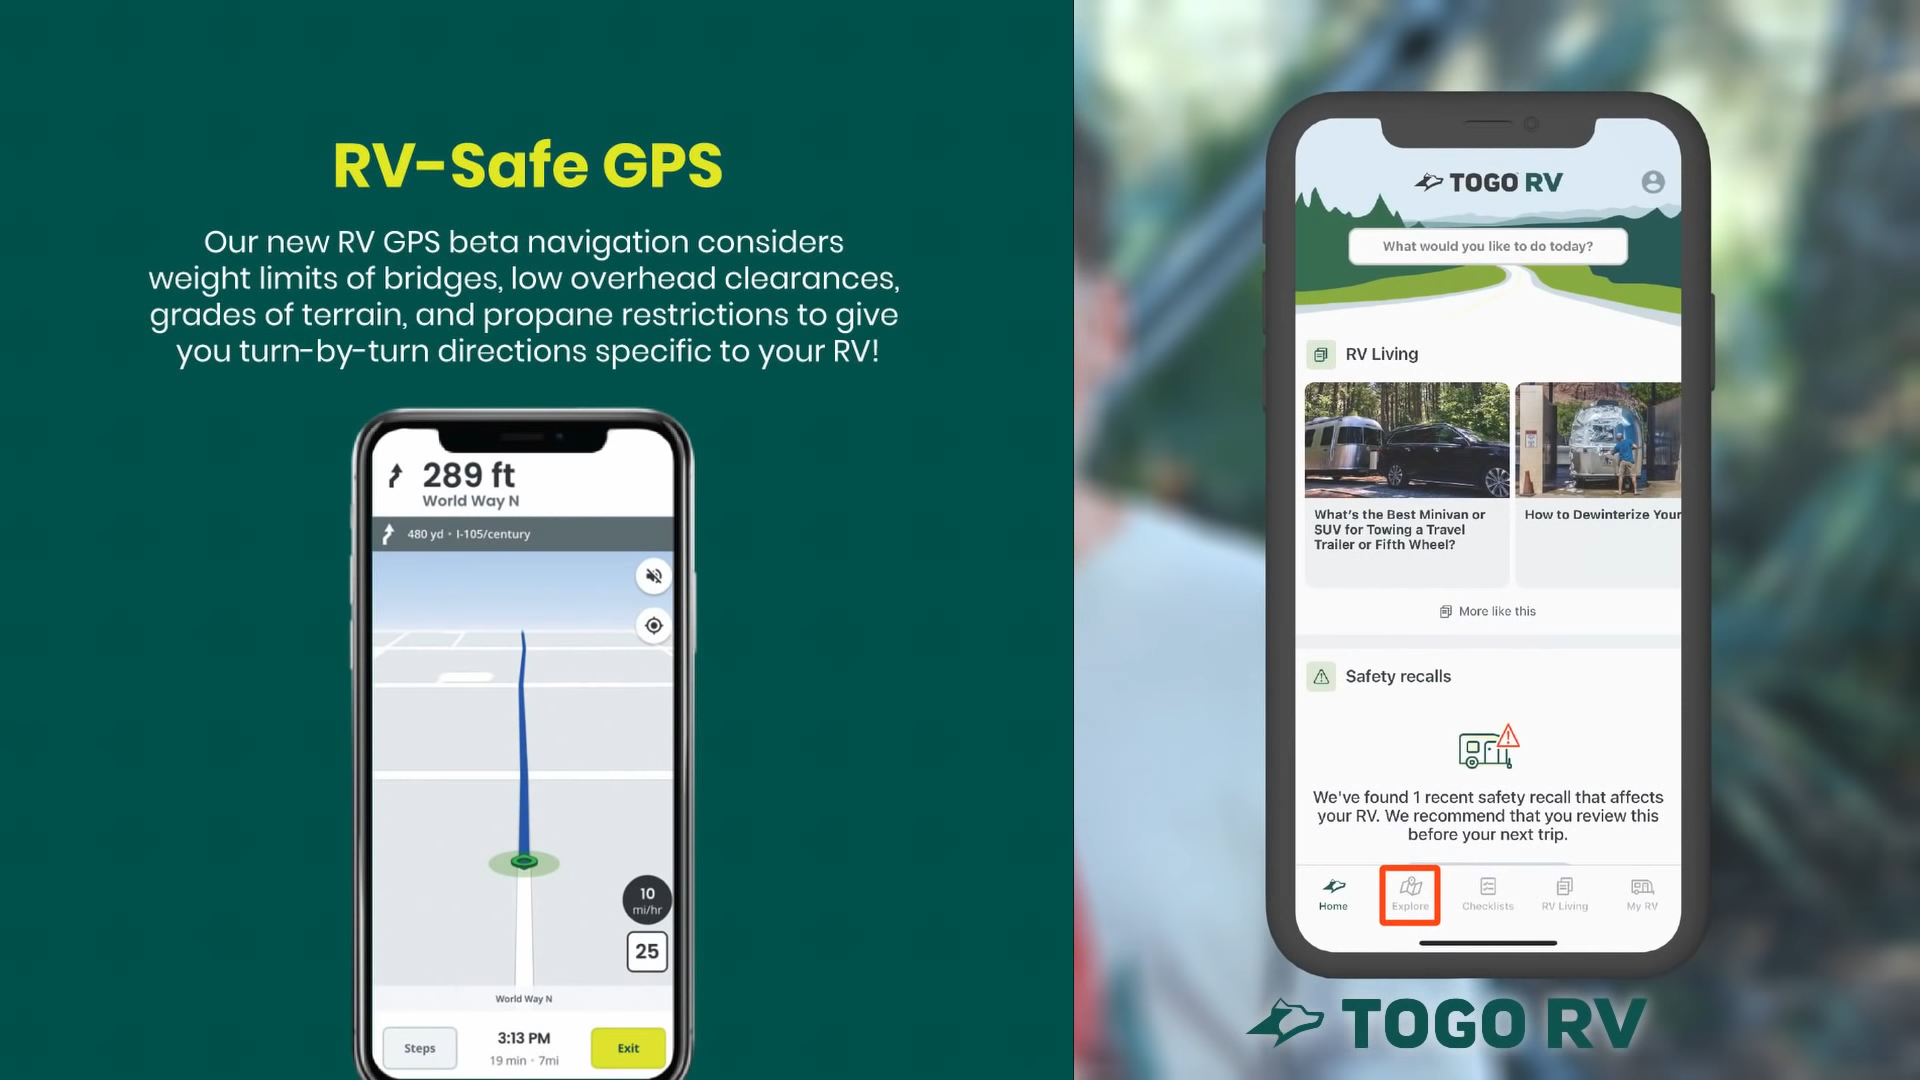 RV-Safe GPS
Our new RV GPS beta navigation considers
weight limits of bridges, low overhead clearances,
grades of terrain, and propane restrictions to give
you turn-by-turn directions specific to your RV!
289 ft
World Way N
480 yd • I-105/century
10
mi/hr
25
World Way N
Steps
3:13 PM
19 min • 7mi
Exit
TOGO RV
What would you like to do today?
RV Living
What's the Best Minivan or
SUV for Towing a Travel
Trailer or Fifth Wheel?
How to Dewinterize Your
More like this
Safety recalls
We've found 1 recent safety recall that affects
your RV. We recommend that you review this
before your next trip.
Home
Explore
Checklists
RV Living
My RV
TOGO RV